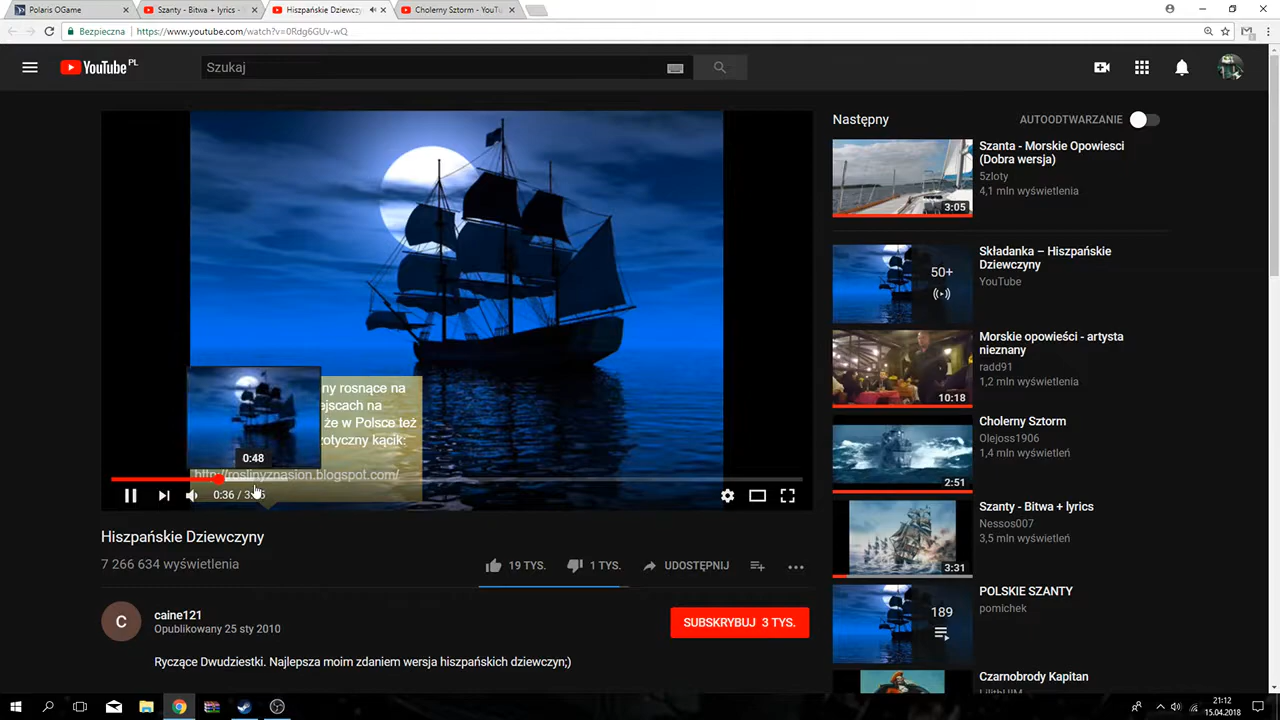 Polaris OGame
Szanty - Bitwa + lyrics -
Hiszpańskie Dziewczy
Cholerny Sztorm - YouTu
Bezpieczna
https://www.youtube.com/watch?v=0Rdg6GUv-wQ
YouTube PL
Szukaj
Następny
AUTOODTWARZANIE
Szanta - Morskie Opowiesci
(Dobra wersja)
5zloty
4,1 mln wyświetlenia
3:05
Składanka – Hiszpańskie
Dziewczyny
YouTube
50+
Morskie opowieści - artysta
nieznany
radd91
1,2 mln wyświetlenia
10:18
Cholerny Sztorm
Olejoss1906
1,4 mln wyświetlenia
2:51
Szanty - Bitwa + lyrics
Nessos007
3,5 mln wyświetleń
3:31
POLSKIE SZANTY
pomichek
189
Czarnobrody Kapitan
ny rosnące na
ejscach na
że w Polsce też
zotyczny kącik:
http://roslinyznasion.blogspot.com/
0:48
0:36 /
Hiszpańskie Dziewczyny
7 266 634 wyświetlenia
19 TYS.
1 TYS.
UDOSTĘPNIJ
C
caine121
Opublikowany 25 sty 2010
SUBSKRYBUJ 3 TYS.
Ryczące Dwudziestki. Najlepsza moim zdaniem wersja hiszpańskich dziewczyn;)
21:12
15.04.2018